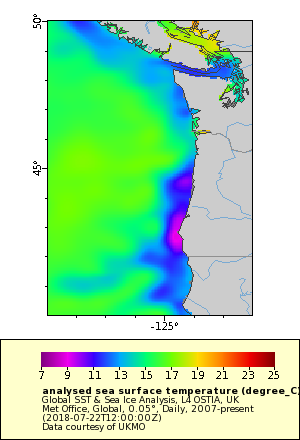 50°
45°
-125°
7 9 11 13 15 17 19 21 23 25
analysed sea surface temperature (degree_C)
Global SST & Sea Ice Analysis, L4 OSTIA, UK
Met Office, Global, 0.05°, Daily, 2007-present
(2018-07-22T12:00:00Z)
Data courtesy of UKMO